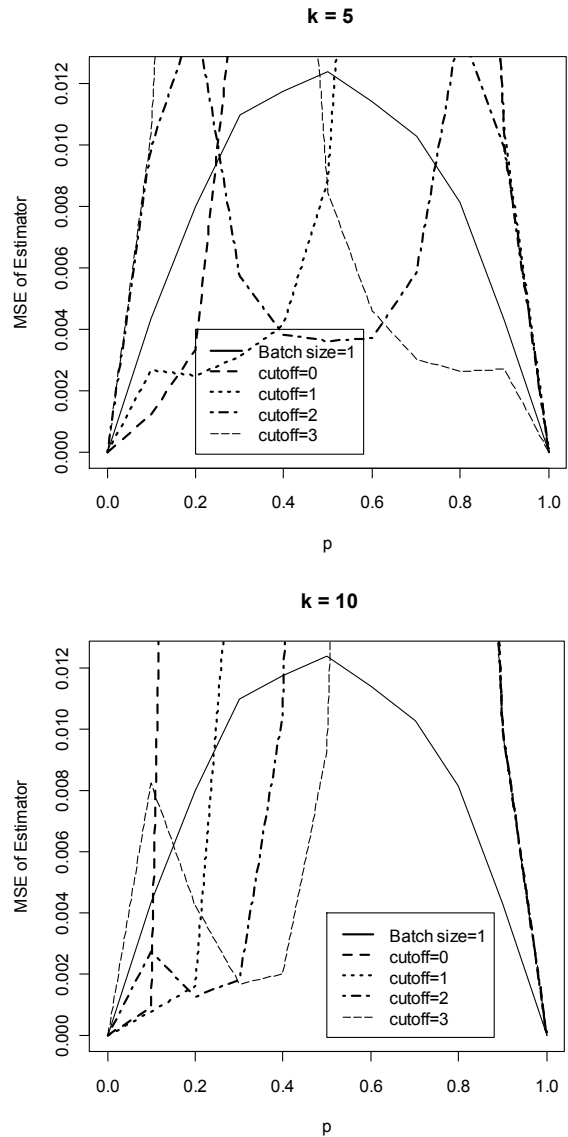 k = 5
MSE of Estimator
0.012
0.010
0.008
0.006
0.004
0.002
0.000
Batch size=1
cutoff=0
cutoff=1
cutoff=2
cutoff=3
0.0 0.2 0.4 0.6 0.8 1.0
p
k = 10
MSE of Estimator
0.012
0.010
0.008
0.006
0.004
0.002
0.000
Batch size=1
cutoff=0
cutoff=1
cutoff=2
cutoff=3
0.0 0.2 0.4 0.6 0.8 1.0
p